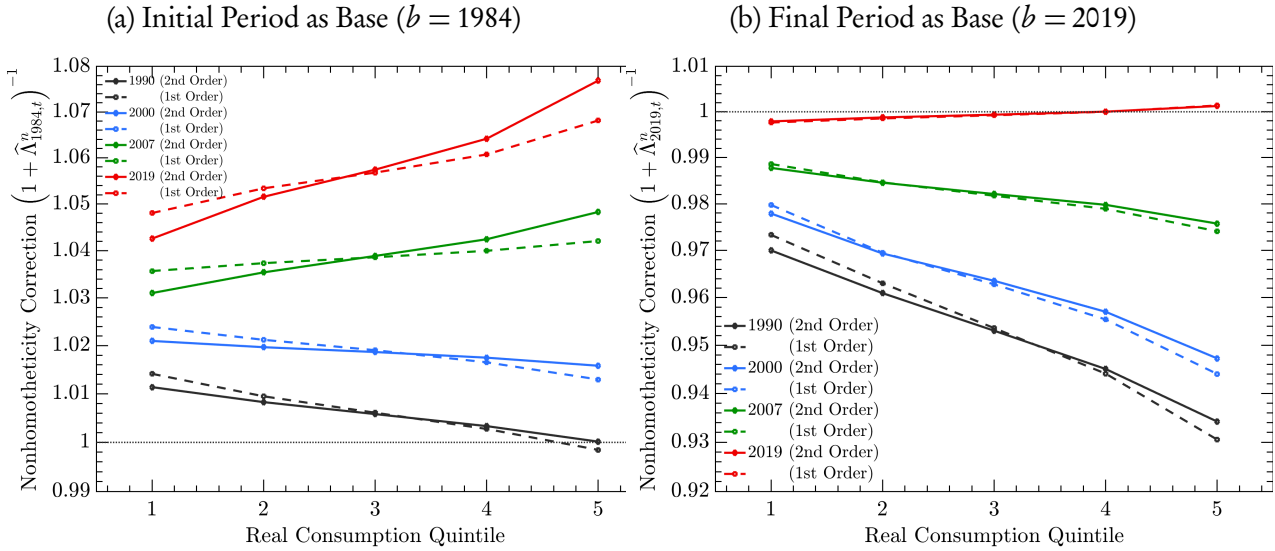 (a) Initial Period as Base (b = 1984)
Nonhomotheticity Correction (1 + Λ̂ⁿ₁₉₈₄,ₜ)⁻¹
1.08
1.07
1.06
1.05
1.04
1.03
1.02
1.01
1
0.99
1990 (2nd Order)
(1st Order)
2000 (2nd Order)
(1st Order)
2007 (2nd Order)
(1st Order)
2019 (2nd Order)
(1st Order)
1 2 3 4 5
Real Consumption Quintile
(b) Final Period as Base (b = 2019)
Nonhomotheticity Correction (1 + Λ̂ⁿ₂₀₁₉,ₜ)⁻¹
1.01
1
0.99
0.98
0.97
0.96
0.95
0.94
0.93
0.92
1990 (2nd Order)
(1st Order)
2000 (2nd Order)
(1st Order)
2007 (2nd Order)
(1st Order)
2019 (2nd Order)
(1st Order)
1 2 3 4 5
Real Consumption Quintile